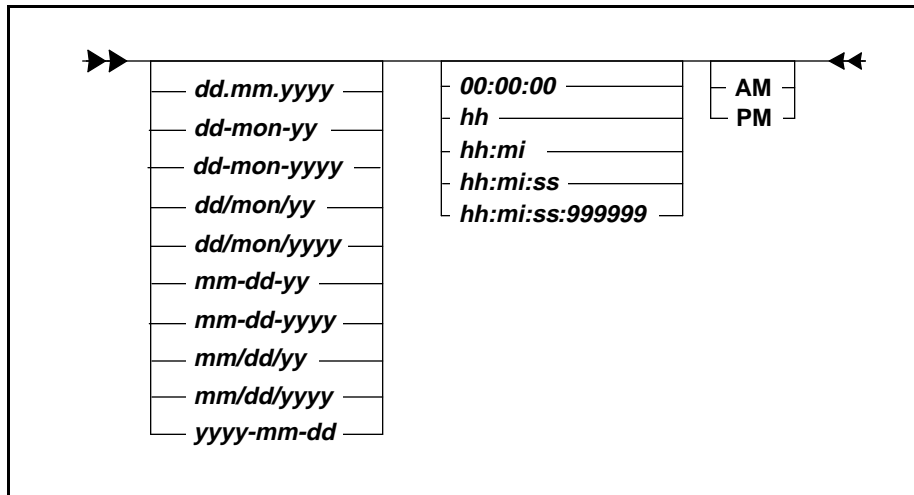 dd.mm.yyyy
dd-mon-yy
dd-mon-yyyy
dd/mon/yy
dd/mon/yyyy
mm-dd-yy
mm-dd-yyyy
mm/dd/yy
mm/dd/yyyy
yyyy-mm-dd
00:00:00
hh
hh:mi
hh:mi:ss
hh:mi:ss:999999
AM
PM